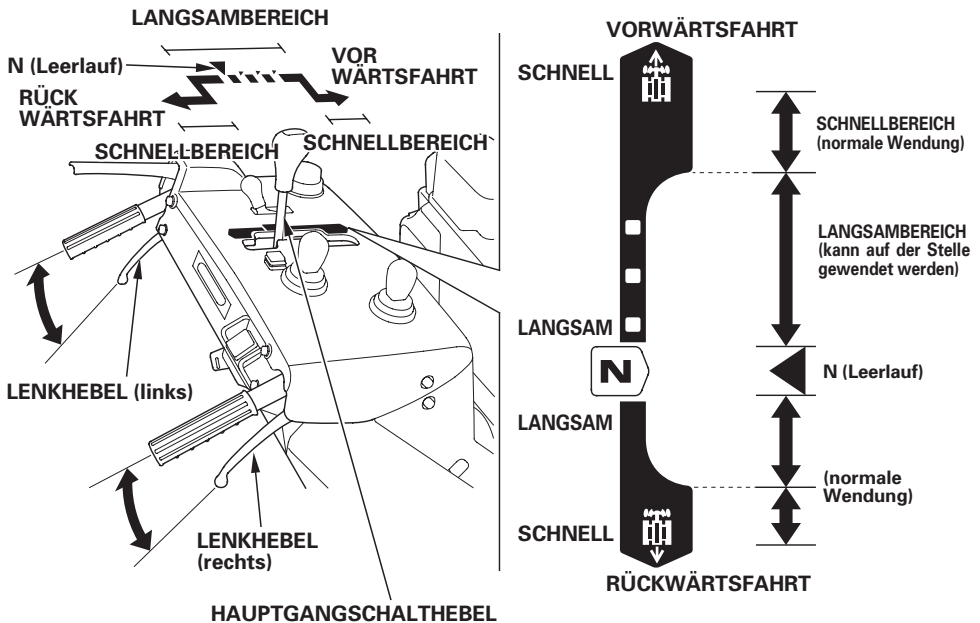 LANGSAMBEREICH
N (Leerlauf)
VOR
WÄRTSFAHRT
RÜCK
WÄRTSFAHRT
SCHNELLBEREICH
SCHNELLBEREICH
LENKHEBEL (links)
LENKHEBEL
(rechts)
HAUPTGANGSCHALTHEBEL
VORWÄRTSFAHRT
SCHNELL
SCHNELLBEREICH
(normale Wendung)
LANGSAMBEREICH
(kann auf der Stelle
gewendet werden)
LANGSAM
N
N (Leerlauf)
LANGSAM
(normale
Wendung)
SCHNELL
RÜCKWÄRTSFAHRT